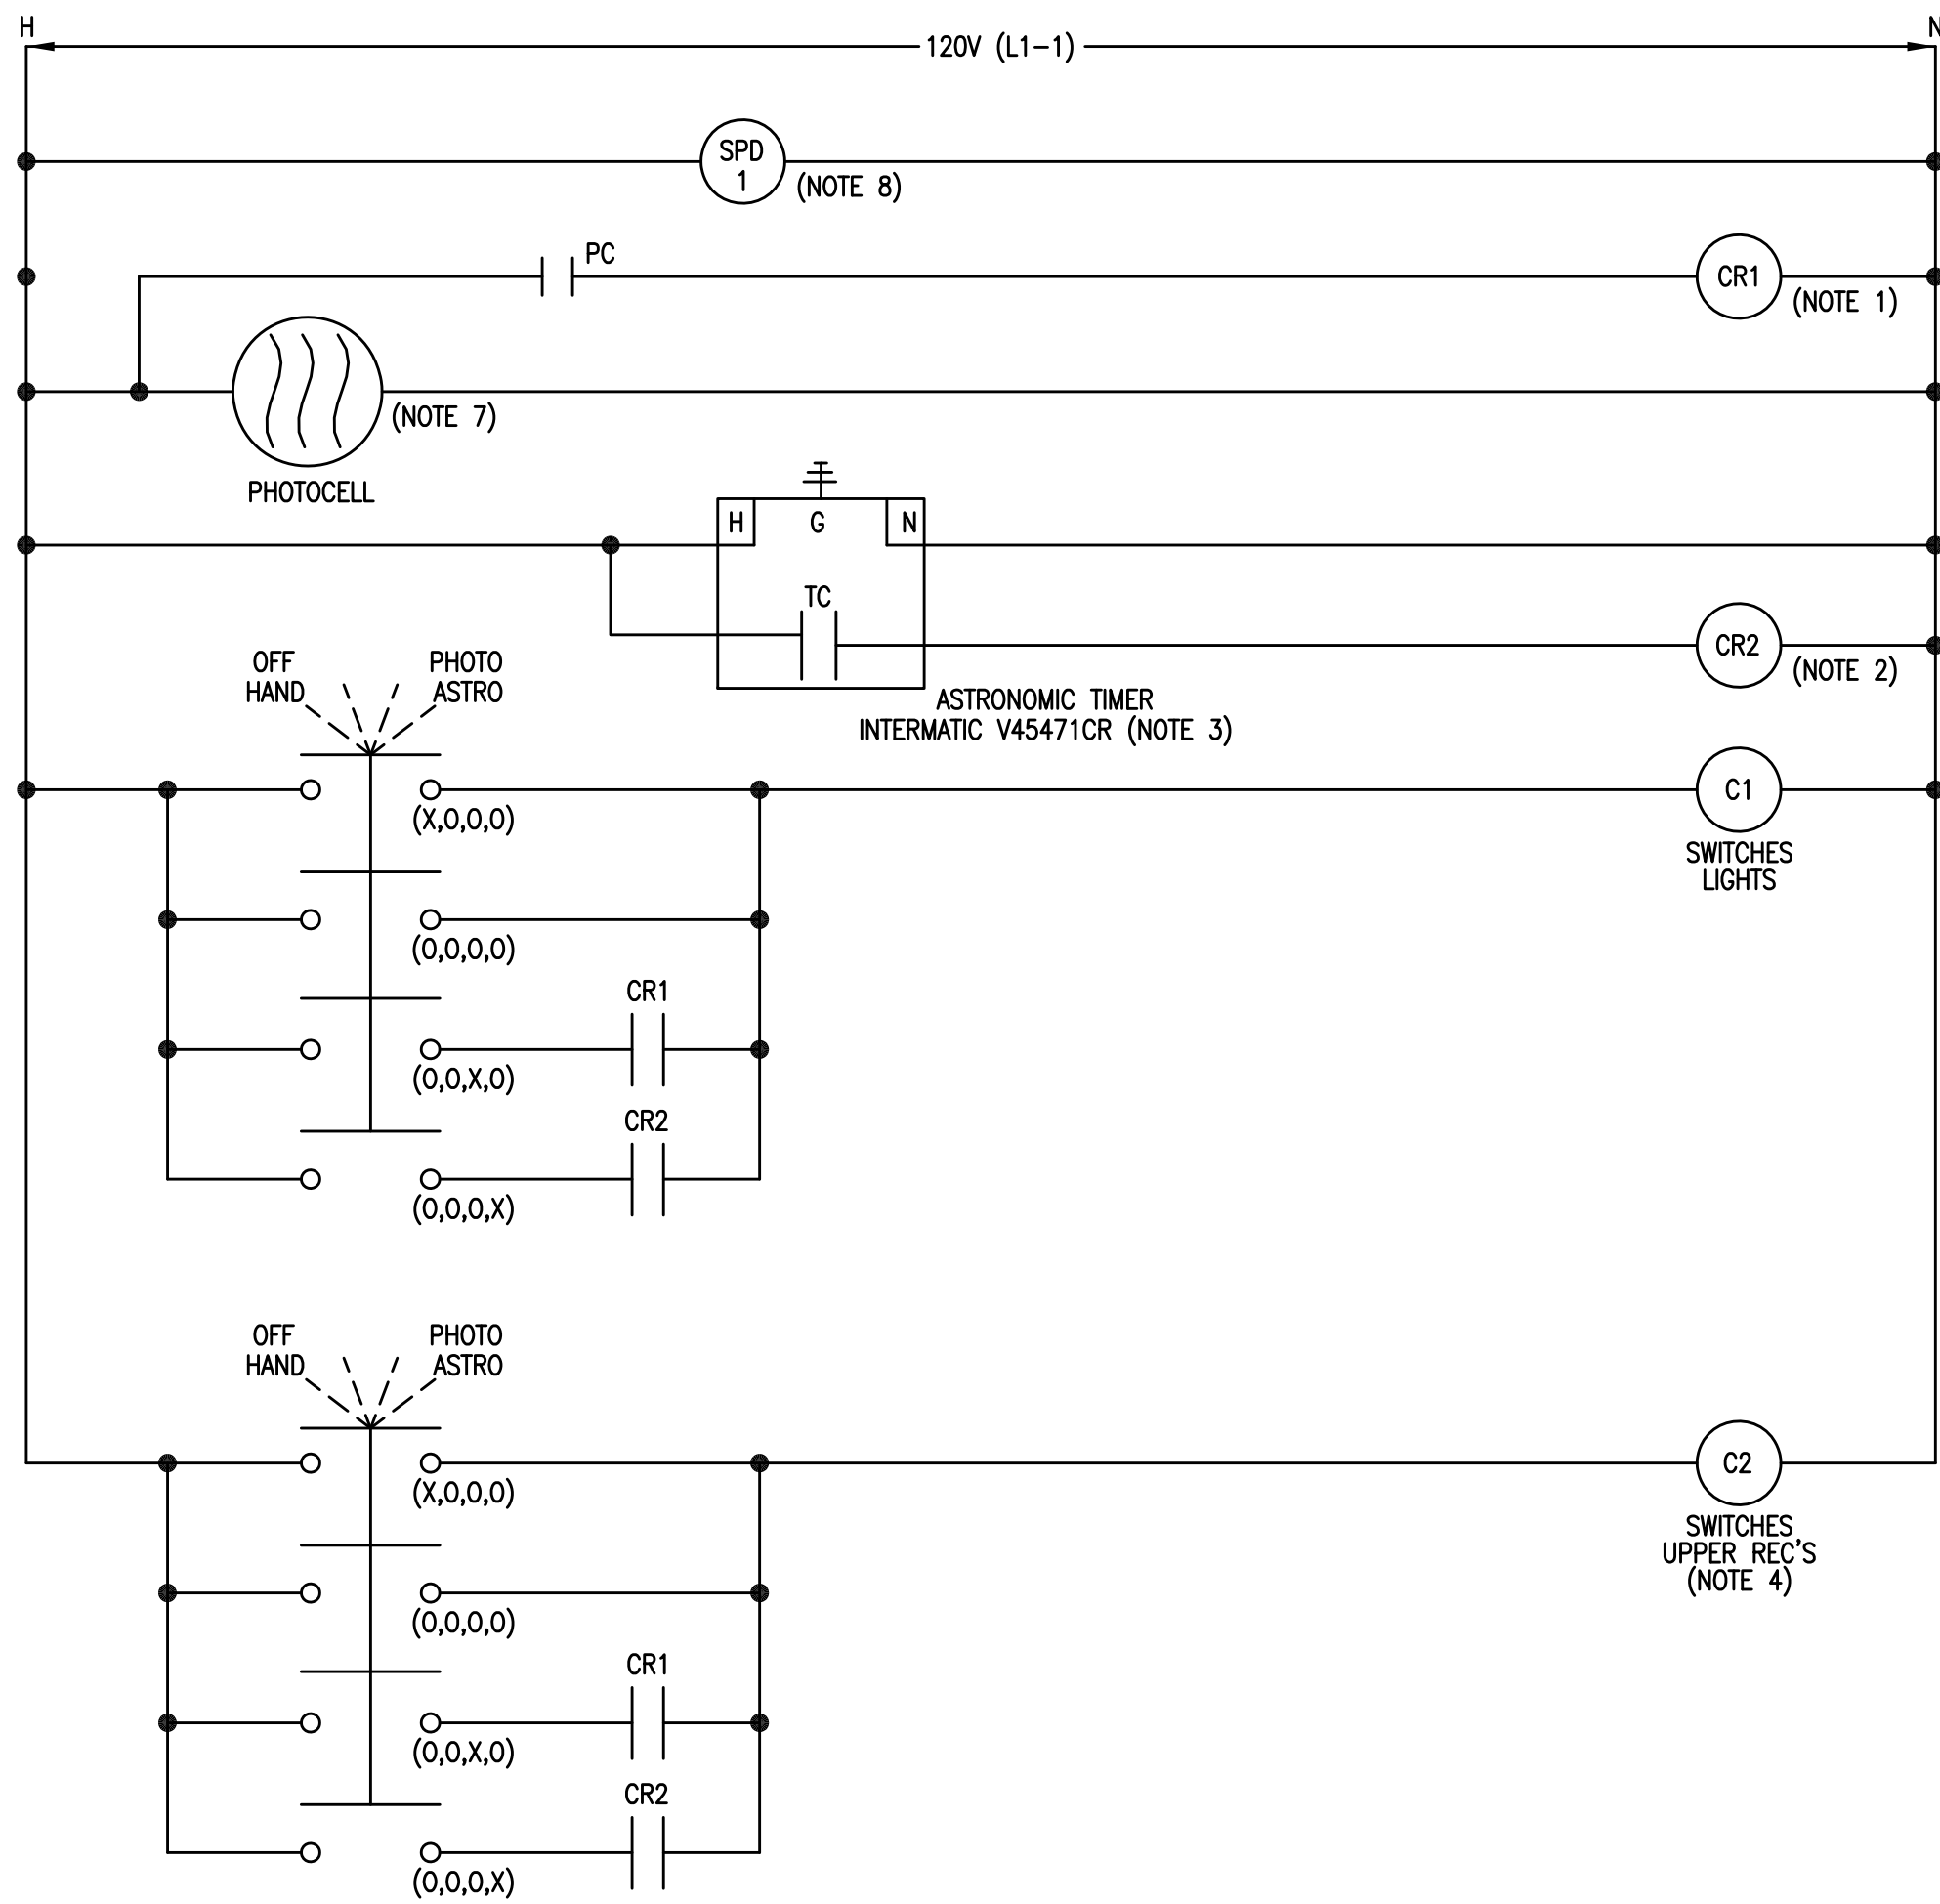 H
N
120V (L1-1)
SPD
1
(NOTE 8)
PC
CR1
(NOTE 1)
(NOTE 7)
PHOTOCELL
H
G
N
TC
CR2
(NOTE 2)
ASTRONOMIC TIMER
INTERMATIC V45471CR (NOTE 3)
OFF
HAND
PHOTO
ASTRO
(X,0,0,0)
C1
SWITCHES
LIGHTS
(0,0,0,0)
CR1
(0,0,X,0)
CR2
(0,0,0,X)
OFF
HAND
PHOTO
ASTRO
(X,0,0,0)
C2
SWITCHES
UPPER REC'S
(NOTE 4)
(0,0,0,0)
CR1
(0,0,X,0)
CR2
(0,0,0,X)